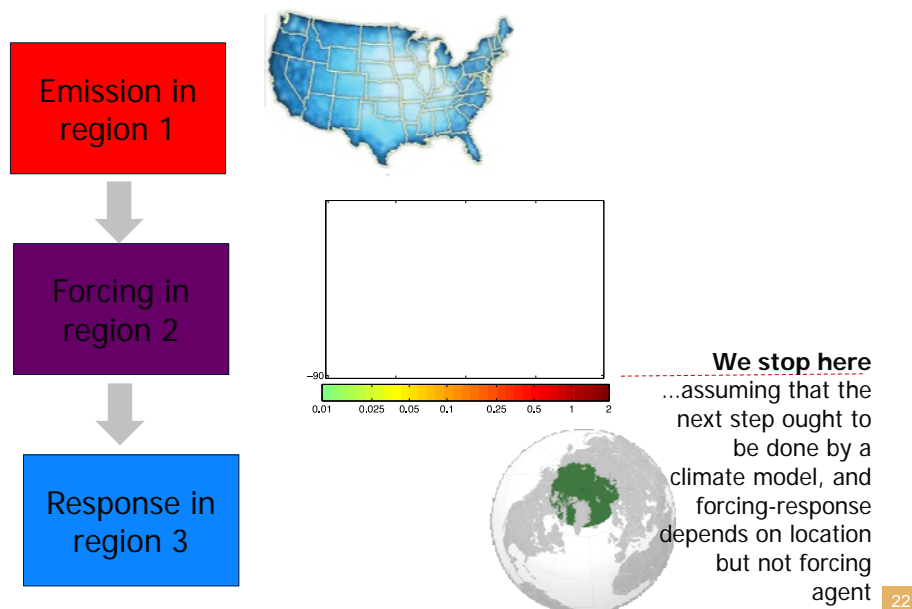 Emission in
region 1
Forcing in
region 2
−90
0.01 0.025 0.05 0.1 0.25 0.5 1 2
We stop here
...assuming that the
next step ought to
be done by a
climate model, and
forcing-response
depends on location
but not forcing
agent
Response in
region 3
22